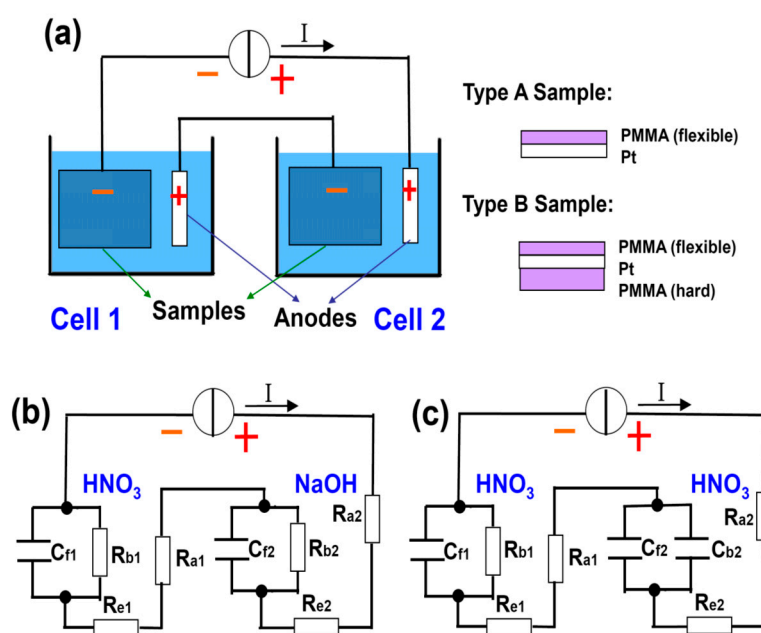 (a)
I
− +
− + − +
Cell 1
Samples
Anodes
Cell 2
Type A Sample:
PMMA (flexible)
Pt
Type B Sample:
PMMA (flexible)
Pt
PMMA (hard)
(b)
I
− +
HNO3
NaOH
Cf1
Rb1
Ra1
Cf2
Rb2
Ra2
Re1
Re2
(c)
I
− +
HNO3
HNO3
Cf1
Rb1
Ra1
Cf2
Cb2
Ra2
Re1
Re2